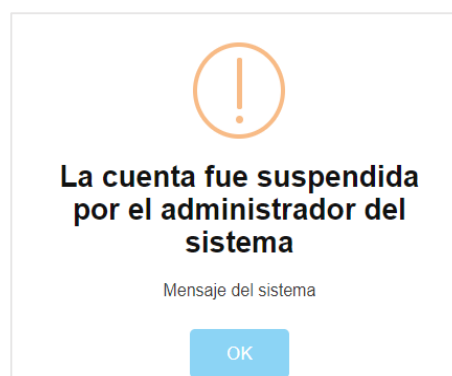 La cuenta fue suspendida
por el administrador del
sistema
Mensaje del sistema
OK